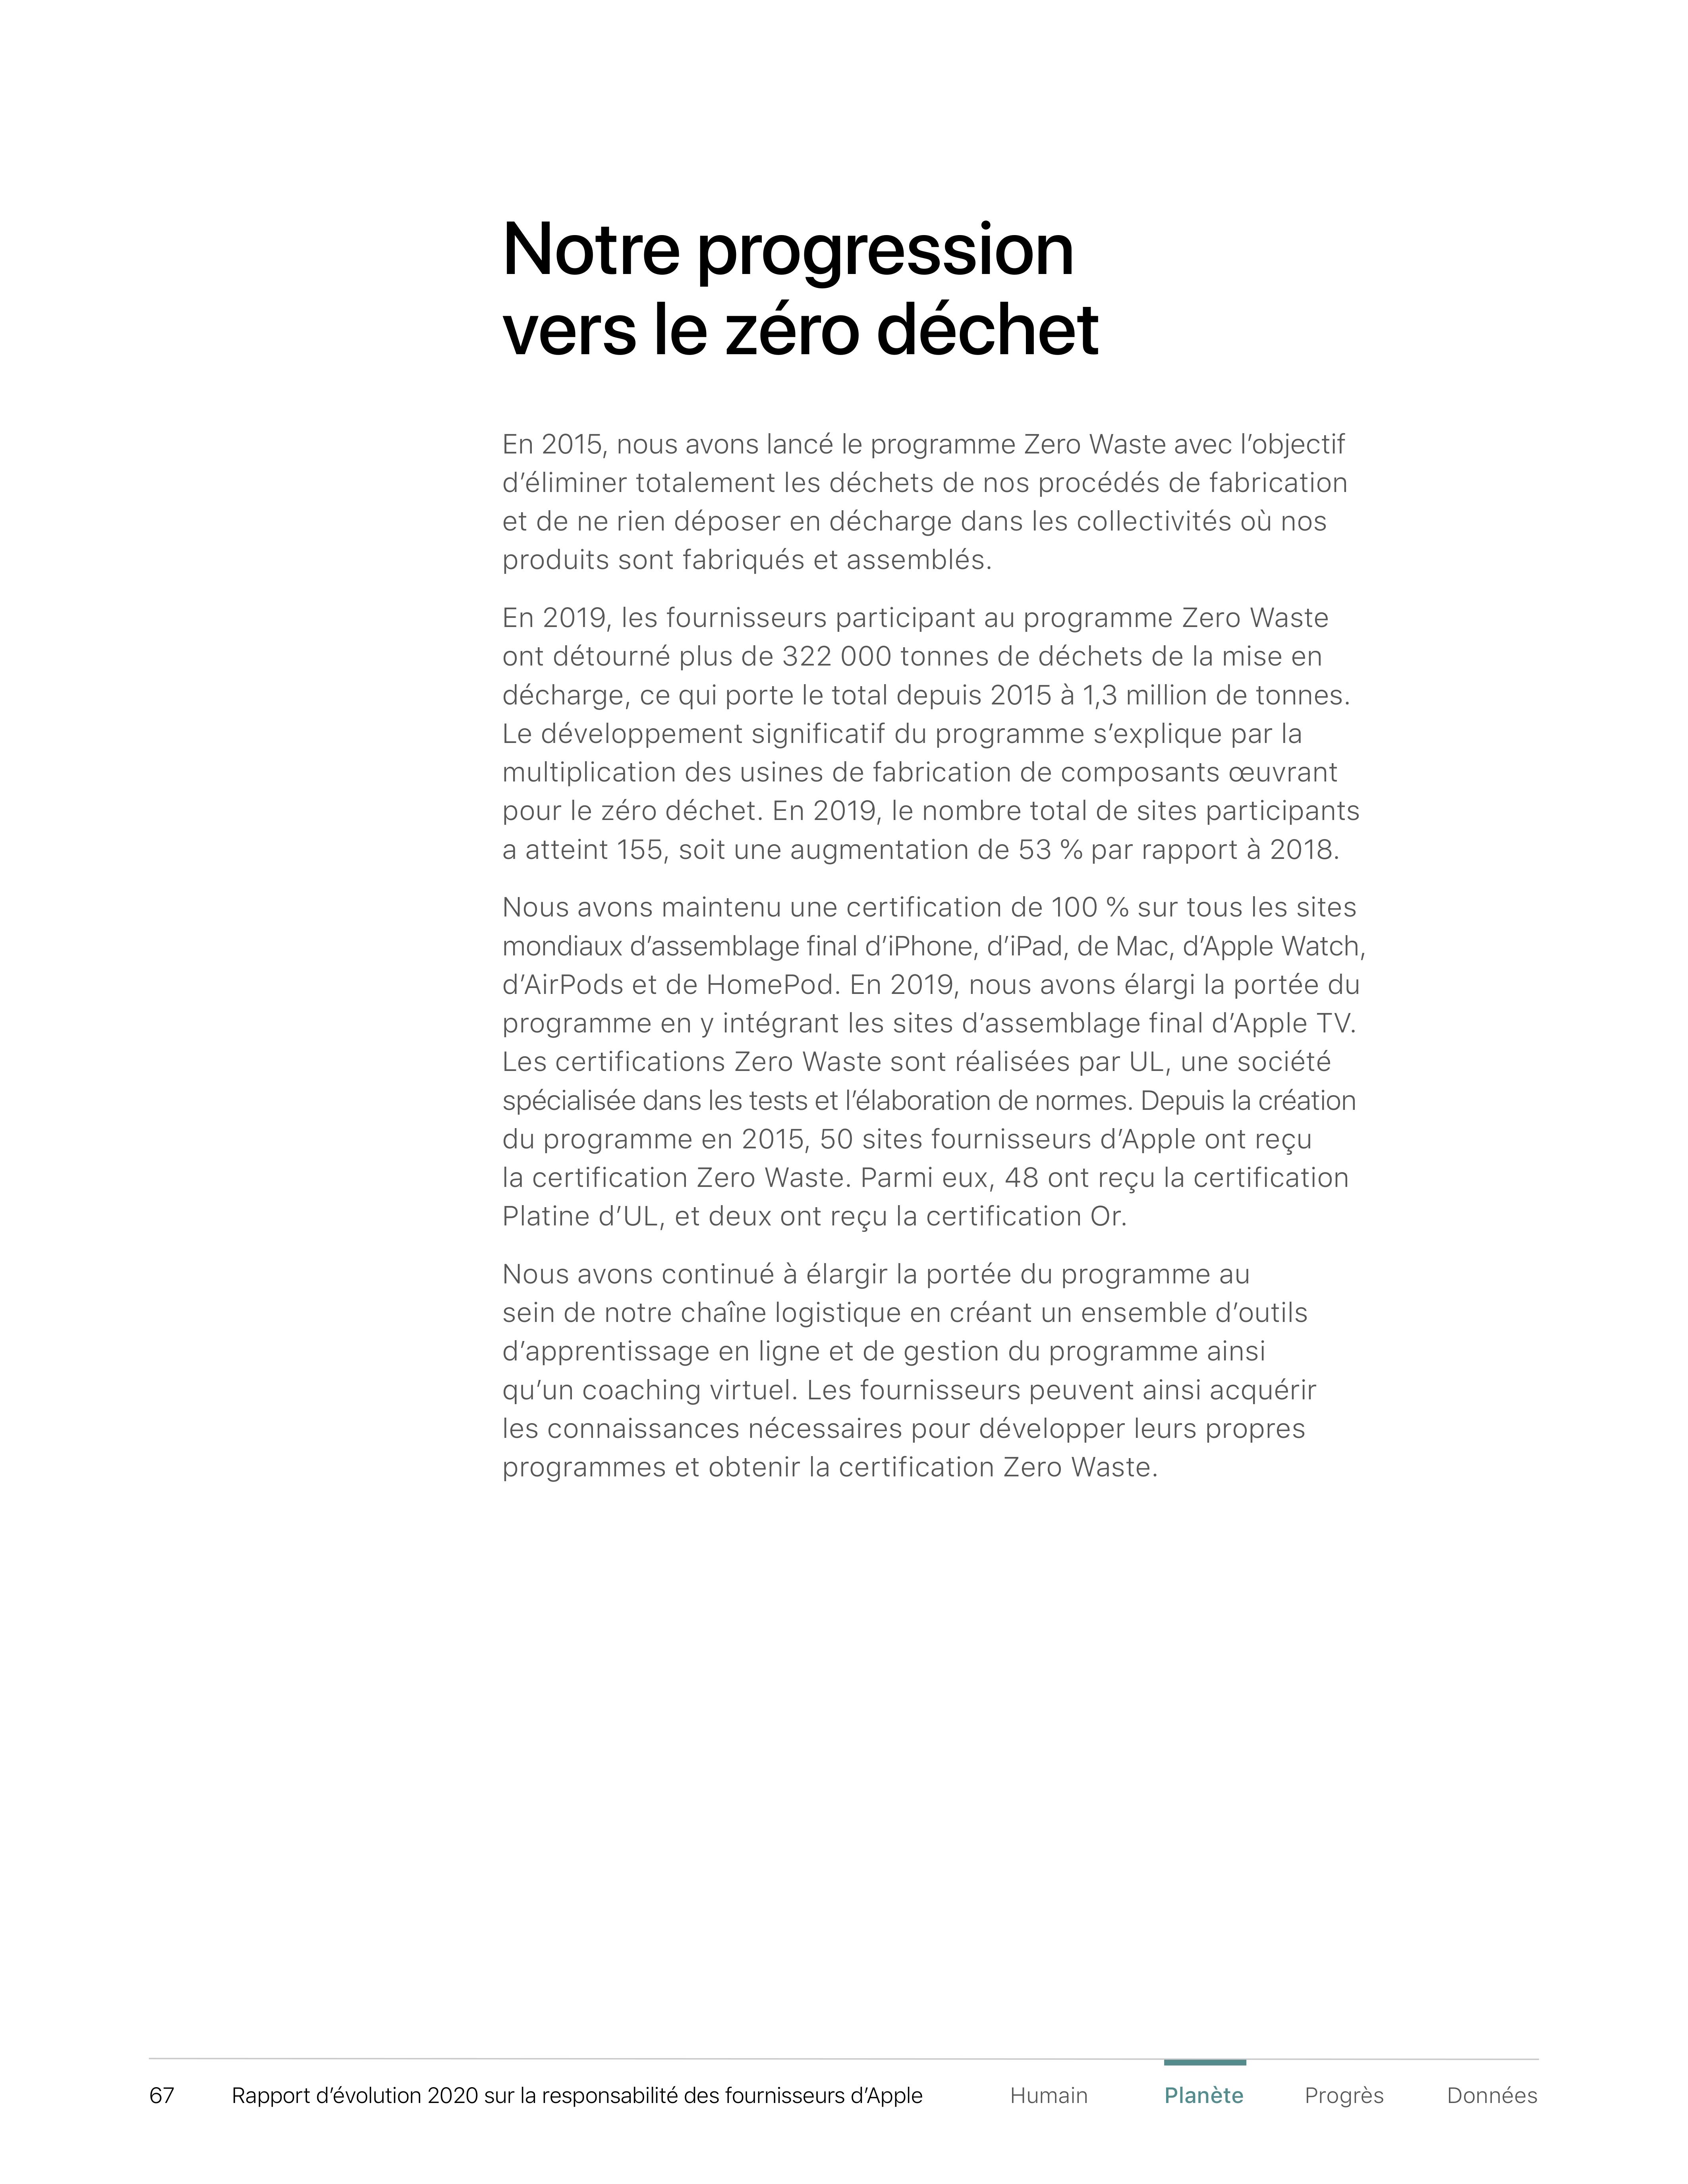 Notre progression
vers le zéro déchet
En 2015, nous avons lancé le programme Zero Waste avec l’objectif
d’éliminer totalement les déchets de nos procédés de fabrication
et de ne rien déposer en décharge dans les collectivités où nos
produits sont fabriqués et assemblés.
En 2019, les fournisseurs participant au programme Zero Waste
ont détourné plus de 322 000 tonnes de déchets de la mise en
décharge, ce qui porte le total depuis 2015 à 1,3 million de tonnes.
Le développement significatif du programme s’explique par la
multiplication des usines de fabrication de composants œuvrant
pour le zéro déchet. En 2019, le nombre total de sites participants
a atteint 155, soit une augmentation de 53 % par rapport à 2018.
Nous avons maintenu une certification de 100 % sur tous les sites
mondiaux d’assemblage final d’iPhone, d’iPad, de Mac, d’Apple Watch,
d’AirPods et de HomePod. En 2019, nous avons élargi la portée du
programme en y intégrant les sites d’assemblage final d’Apple TV.
Les certifications Zero Waste sont réalisées par UL, une société
spécialisée dans les tests et l’élaboration de normes. Depuis la création
du programme en 2015, 50 sites fournisseurs d’Apple ont reçu
la certification Zero Waste. Parmi eux, 48 ont reçu la certification
Platine d’UL, et deux ont reçu la certification Or.
Nous avons continué à élargir la portée du programme au
sein de notre chaîne logistique en créant un ensemble d’outils
d’apprentissage en ligne et de gestion du programme ainsi
qu’un coaching virtuel. Les fournisseurs peuvent ainsi acquérir
les connaissances nécessaires pour développer leurs propres
programmes et obtenir la certification Zero Waste.
67 Rapport d’évolution 2020 sur la responsabilité des fournisseurs d’Apple Humain Planète Progrès Données